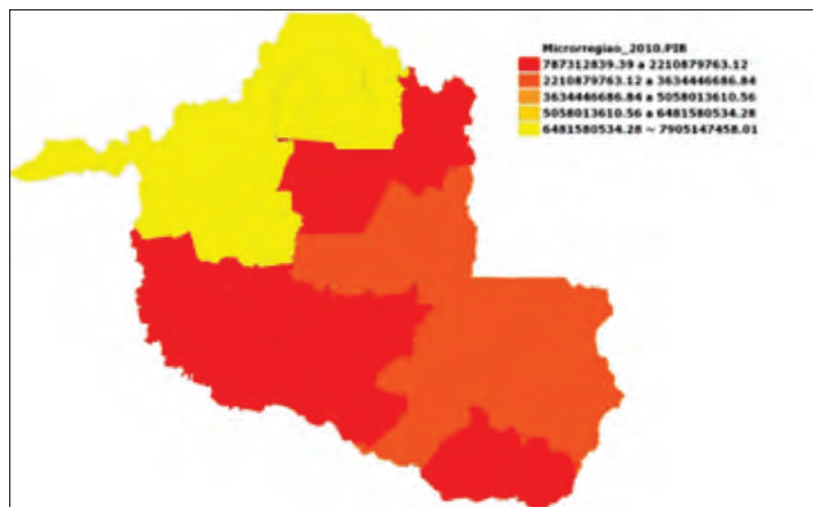 Microrregiao_2010.PIB
787312839.39 a 2210879763.12
2210879763.12 a 3634446686.84
3634446686.84 a 5058013610.56
5058013610.56 a 6481580534.28
6481580534.28 ~ 7905147458.01